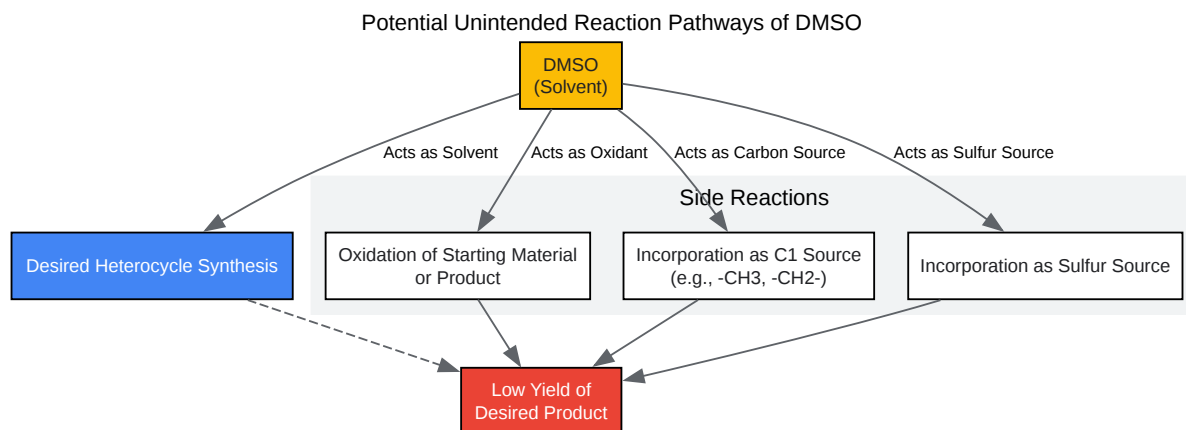 Potential Unintended Reaction Pathways of DMSO
DMSO
(Solvent)
Acts as Solvent
Acts as Oxidant
Acts as Carbon Source
Acts as Sulfur Source
Side Reactions
Desired Heterocycle Synthesis
Oxidation of Starting Material
or Product
Incorporation as C1 Source
(e.g., -CH3, -CH2-)
Incorporation as Sulfur Source
Low Yield of
Desired Product